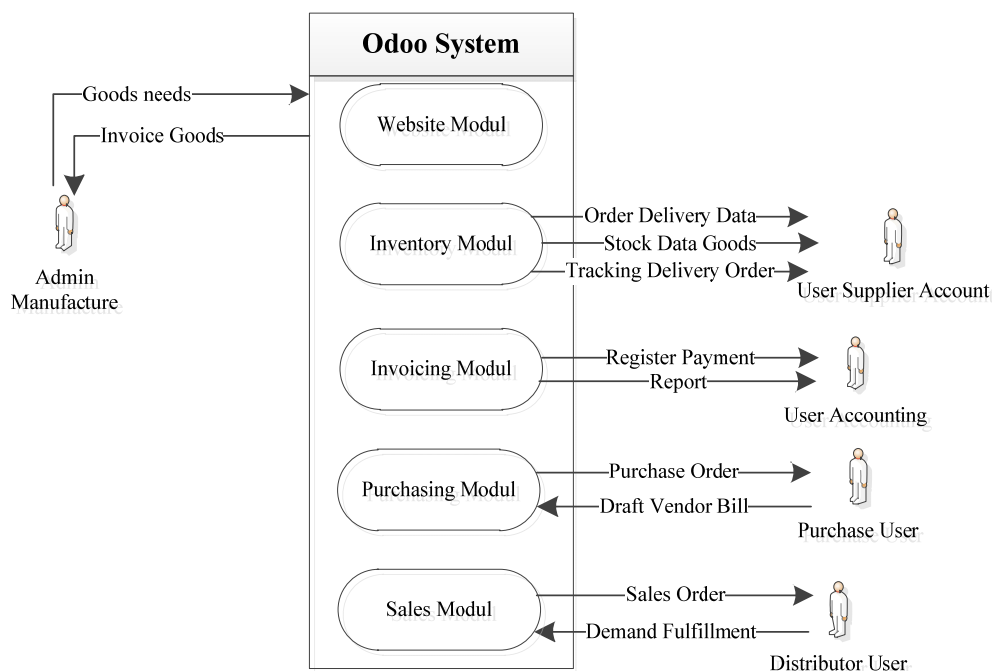 Odoo System
Goods needs
Website Modul
Invoice Goods
Admin
Manufacture
Inventory Modul
Order Delivery Data
Stock Data Goods
Tracking Delivery Order
User Supplier Account
Invoicing Modul
Register Payment
Report
User Accounting
Purchasing Modul
Purchase Order
Draft Vendor Bill
Purchase User
Sales Modul
Sales Order
Demand Fulfillment
Distributor User